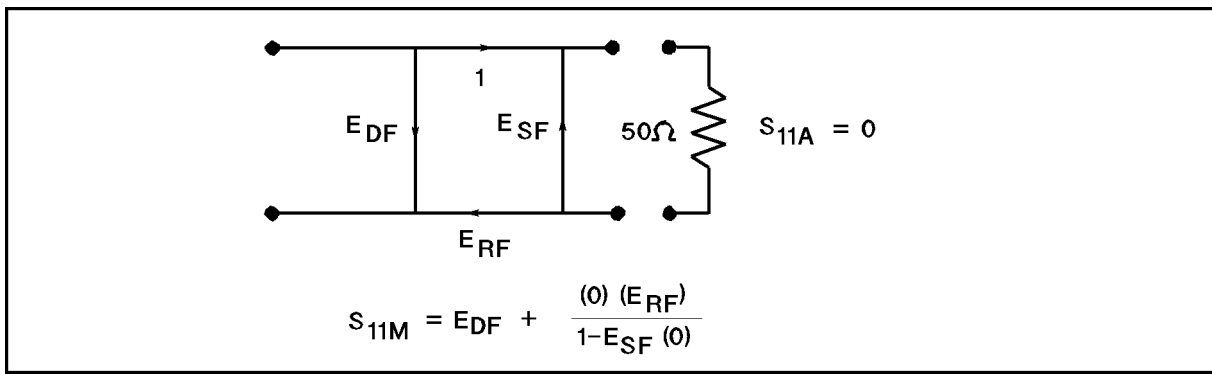 1
E_DF
E_SF
50Ω
S_11A = 0
E_RF
S_11M = E_DF + (0) (E_RF) / 1-E_SF (0)